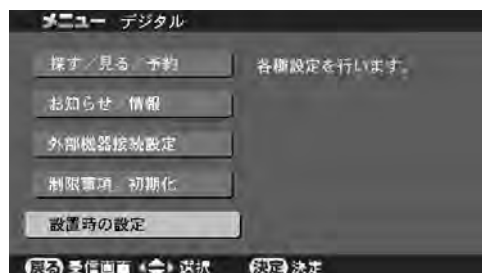 メニュー デジタル
探す/見る/予約
各種設定を行います。
お知らせ/情報
外部機器接続設定
制限事項/初期化
設置時の設定
戻る 受信画面 選択 決定 決定